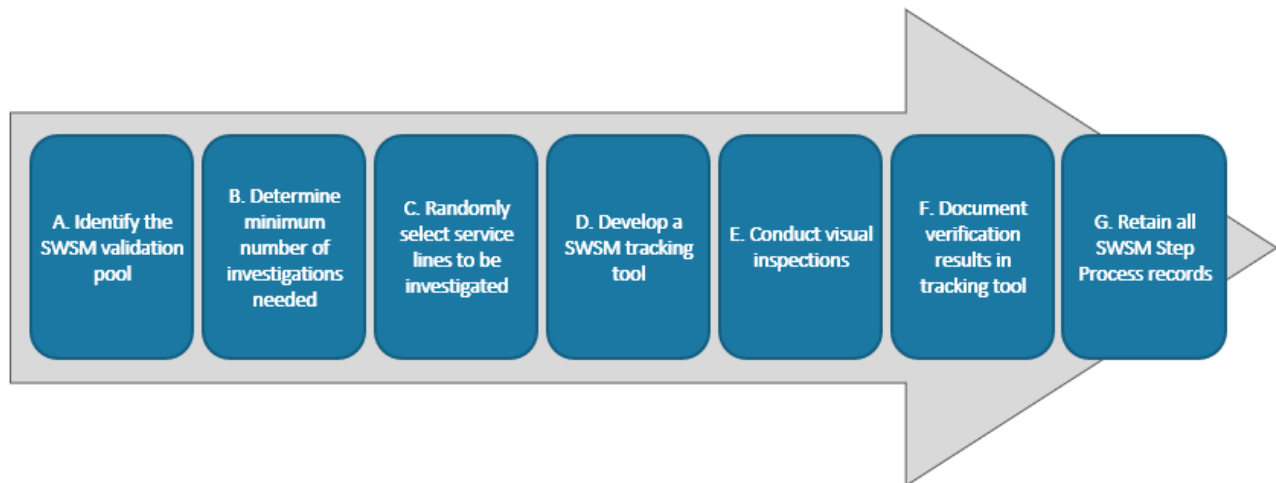 A. Identify the
SWSM validation
pool
B. Determine
minimum
number of
investigations
needed
C. Randomly
select service
lines to be
investigated
D. Develop a
SWSM tracking
tool
E. Conduct visual
inspections
F. Document
verification
results in
tracking tool
G. Retain all
SWSM Step
Process records